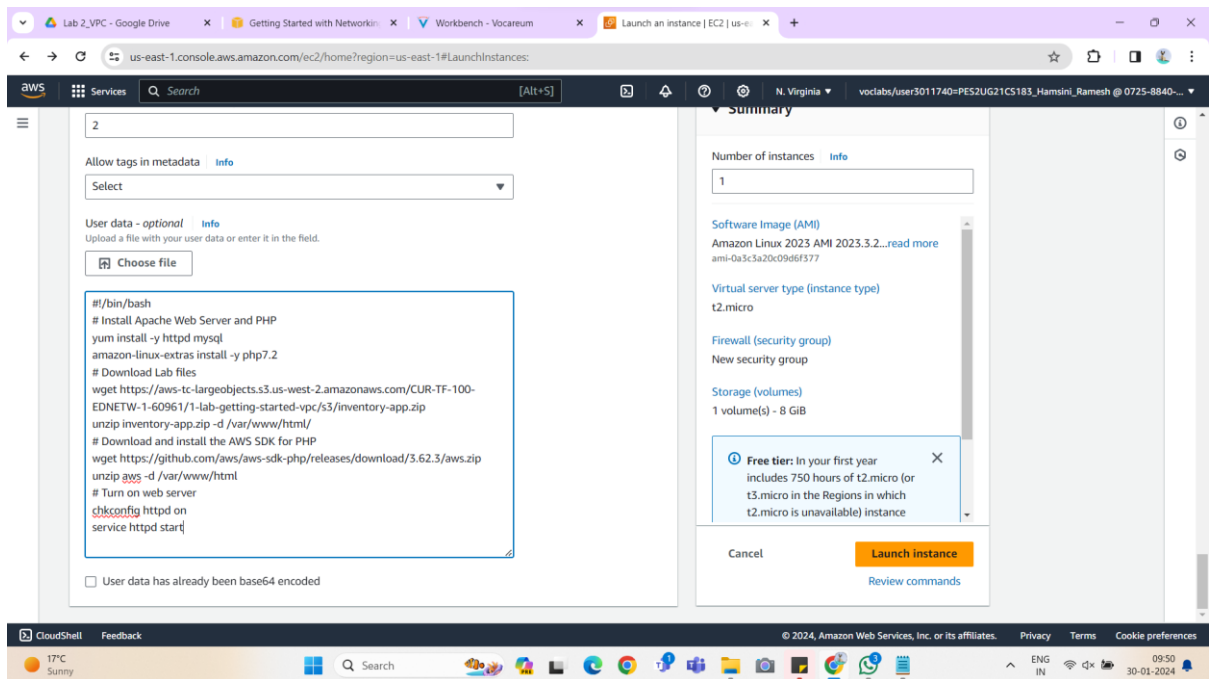 Lab 2_VPC - Google Drive
Getting Started with Networkin
Workbench - Vocareum
Launch an instance | EC2 | us-ea
us-east-1.console.aws.amazon.com/ec2/home?region=us-east-1#LaunchInstances:
aws
Services
Search
[Alt+S]
N. Virginia
voclabs/user3011740=PES2UG21CS183_Hamsini_Ramesh @ 0725-8840-...
2
Allow tags in metadata
Info
Select
User data - optional
Info
Upload a file with your user data or enter it in the field.
Choose file
#!/bin/bash
# Install Apache Web Server and PHP
yum install -y httpd mysql
amazon-linux-extras install -y php7.2
# Download Lab files
wget https://aws-tc-largeobjects.s3.us-west-2.amazonaws.com/CUR-TF-100-
EDNETW-1-60961/1-lab-getting-started-vpc/s3/inventory-app.zip
unzip inventory-app.zip -d /var/www/html/
# Download and install the AWS SDK for PHP
wget https://github.com/aws/aws-sdk-php/releases/download/3.62.3/aws.zip
unzip aws -d /var/www/html
# Turn on web server
chkconfig httpd on
service httpd start
User data has already been base64 encoded
Summary
Number of instances
Info
1
Software Image (AMI)
Amazon Linux 2023 AMI 2023.3.2...read more
ami-0a3c3a20c09d6f377
Virtual server type (instance type)
t2.micro
Firewall (security group)
New security group
Storage (volumes)
1 volume(s) - 8 GiB
Free tier: In your first year
includes 750 hours of t2.micro (or
t3.micro in the Regions in which
t2.micro is unavailable) instance
Cancel
Launch instance
Review commands
CloudShell
Feedback
© 2024, Amazon Web Services, Inc. or its affiliates.
Privacy
Terms
Cookie preferences
17°C
Sunny
Search
ENG
IN
09:50
30-01-2024